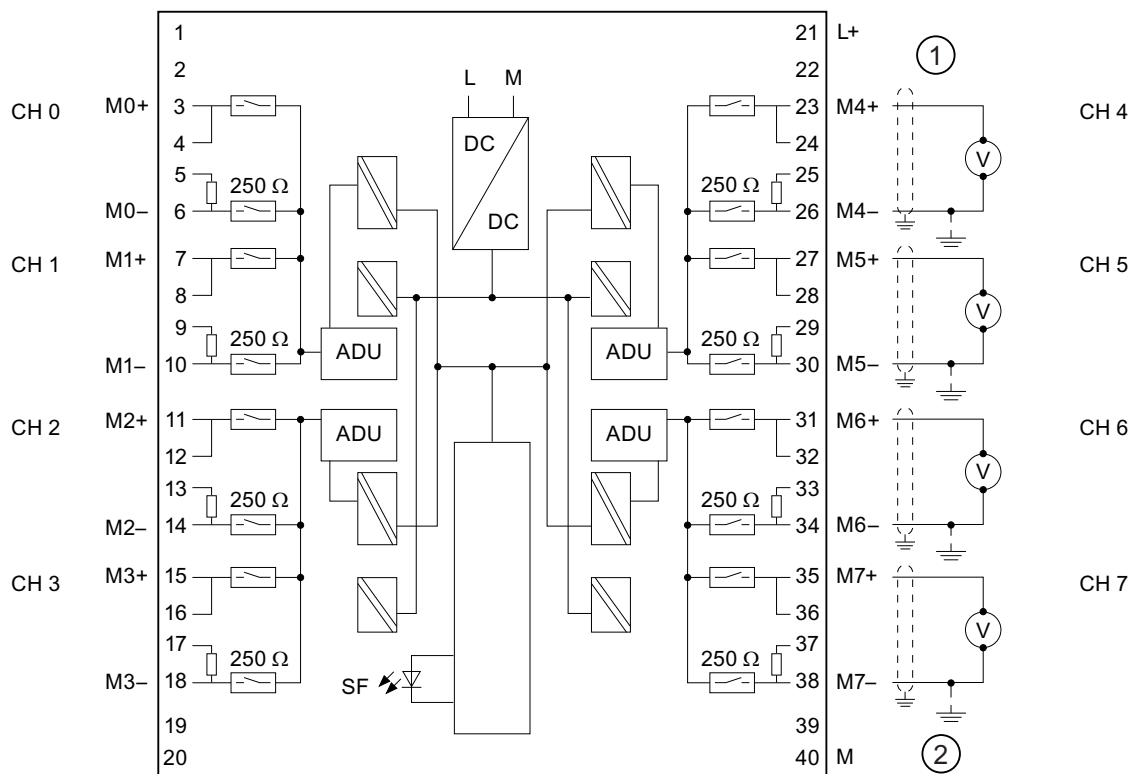 1 21 L+
①
2 22
L M
CH 0 M0+ 3 23 M4+ CH 4
4 DC 24
5 250 Ω 250 Ω 25 V
M0– 6 26 M4–
DC
CH 1 M1+ 7 27 M5+ CH 5
8 28
9 250 Ω 250 Ω 29 V
ADU ADU
M1– 10 30 M5–
CH 2 M2+ 11 31 M6+ CH 6
ADU ADU
12 32
13 250 Ω 250 Ω 33 V
M2– 14 34 M6–
CH 3 M3+ 15 35 M7+ CH 7
16 36
17 250 Ω 250 Ω 37 V
M3– 18 SF 38 M7–
19 39
②
20 40 M